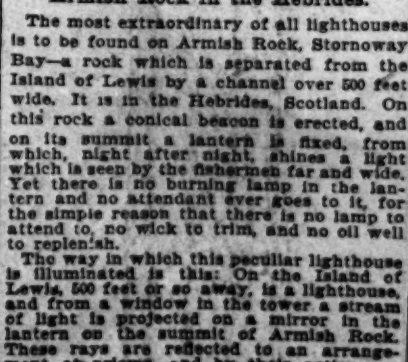 Armish Rock in the Hebrides.
The most extraordinary of all lighthouses
is to be found on Armish Rock, Stornoway
Bay—a rock which is separated from the
Island of Lewis by a channel over 500 feet
wide. It is in the Hebrides, Scotland. On
this rock a conical beacon is erected, and
on its summit a lantern is fixed, from
which, night after night, shines a light
which is seen by the fishermen far and wide.
Yet there is no burning lamp in the lan-
tern and no attendant ever goes to it, for
the simple reason that there is no lamp to
attend to, no wick to trim, and no oil well
to replenish.
The way in which this peculiar lighthouse
is illuminated is this: On the Island of
Lewis, 500 feet or so away, is a lighthouse,
and from a window in the tower a stream
of light is projected on a mirror in the
lantern on the summit of Armish Rock.
These rays are reflected to an arrange-